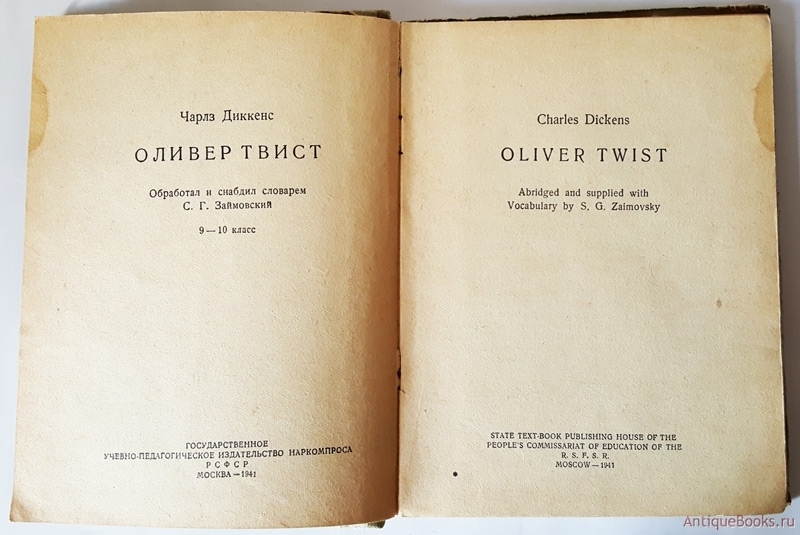 Чарлз Диккенс
ОЛИВЕР ТВИСТ
Обработал и снабдил словарем
С. Г. Займовский
9—10 класс
ГОСУДАРСТВЕННОЕ
УЧЕБНО-ПЕДАГОГИЧЕСКОЕ ИЗДАТЕЛЬСТВО НАРКОМПРОСА
РСФСР
МОСКВА—1941
Charles Dickens
OLIVER TWIST
Abridged and supplied with
Vocabulary by S. G. Zaimovsky
STATE TEXT-BOOK PUBLISHING HOUSE OF THE
PEOPLE'S COMMISSARIAT OF EDUCATION OF THE
R. S. F. S. R.
MOSCOW—1941
AntiqueBooks.ru